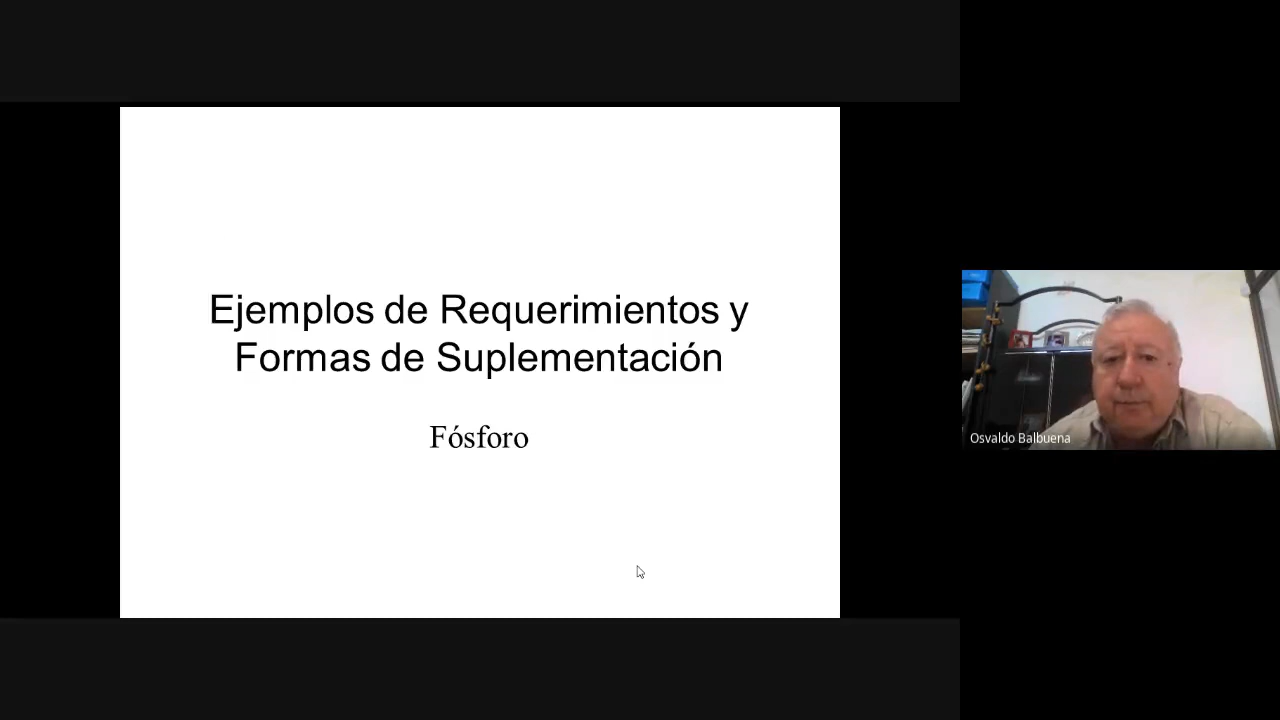 Ejemplos de Requerimientos y
Formas de Suplementación
Fósforo
Osvaldo Balbuena